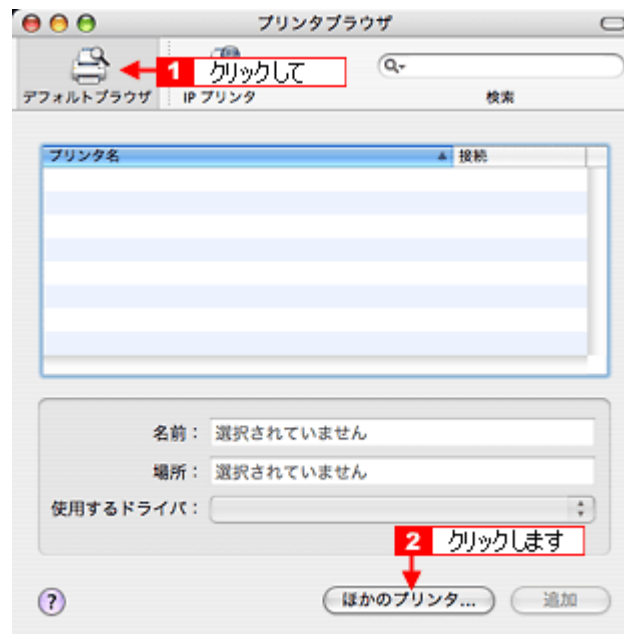 プリンタブラウザ
1 クリックして
デフォルトブラウザ IP プリンタ 検索
プリンタ名 接続
名前： 選択されていません
場所： 選択されていません
使用するドライバ：
2 クリックします
? ほかのプリンタ... 追加